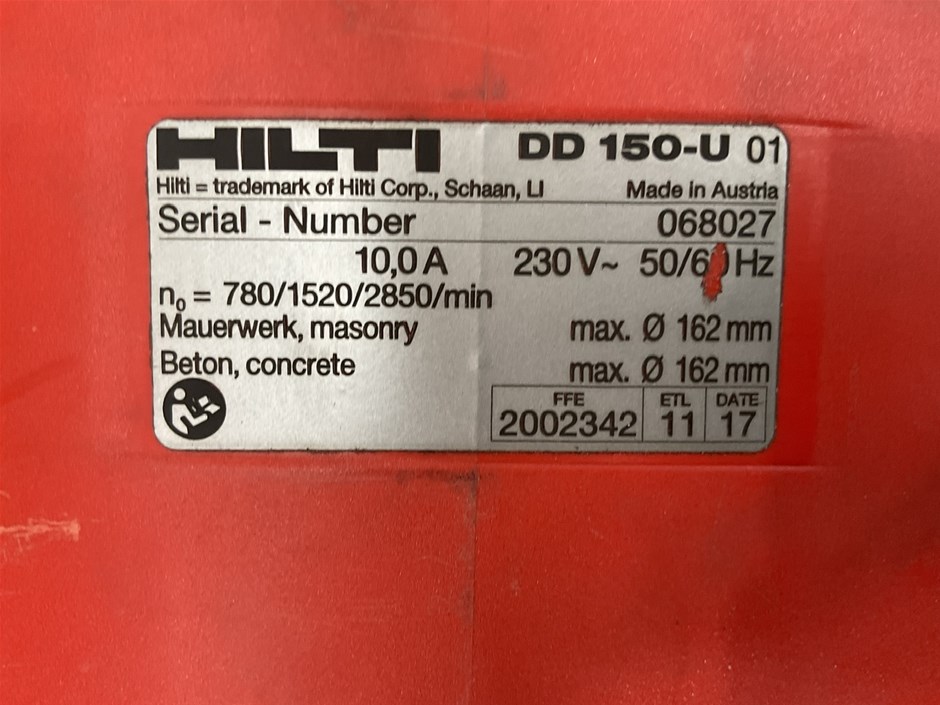 HILTI DD 150-U 01
Hilti = trademark of Hilti Corp., Schaan, LI Made in Austria
Serial - Number 068027
10,0 A 230 V~ 50/60 Hz
n₀ = 780/1520/2850/min
Mauerwerk, masonry max. Ø 162 mm
Beton, concrete max. Ø 162 mm
FFE ETL DATE
2002342 11 17